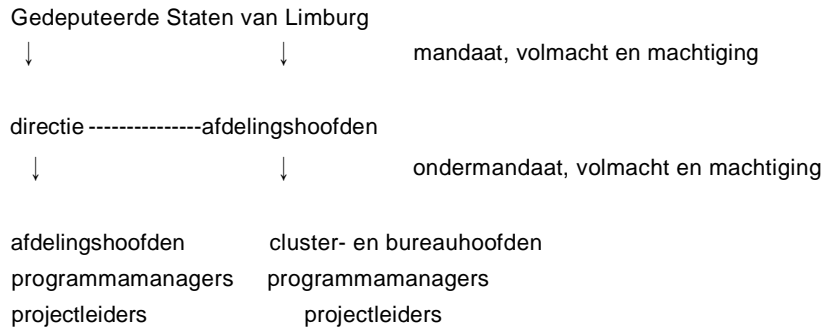 Gedeputeerde Staten van Limburg
↓ ↓ mandaat, volmacht en machtiging
directie ---------------afdelingshoofden
↓ ↓ ondermandaat, volmacht en machtiging
afdelingshoofden cluster- en bureauhoofden
programmamanagers programmamanagers
projectleiders projectleiders